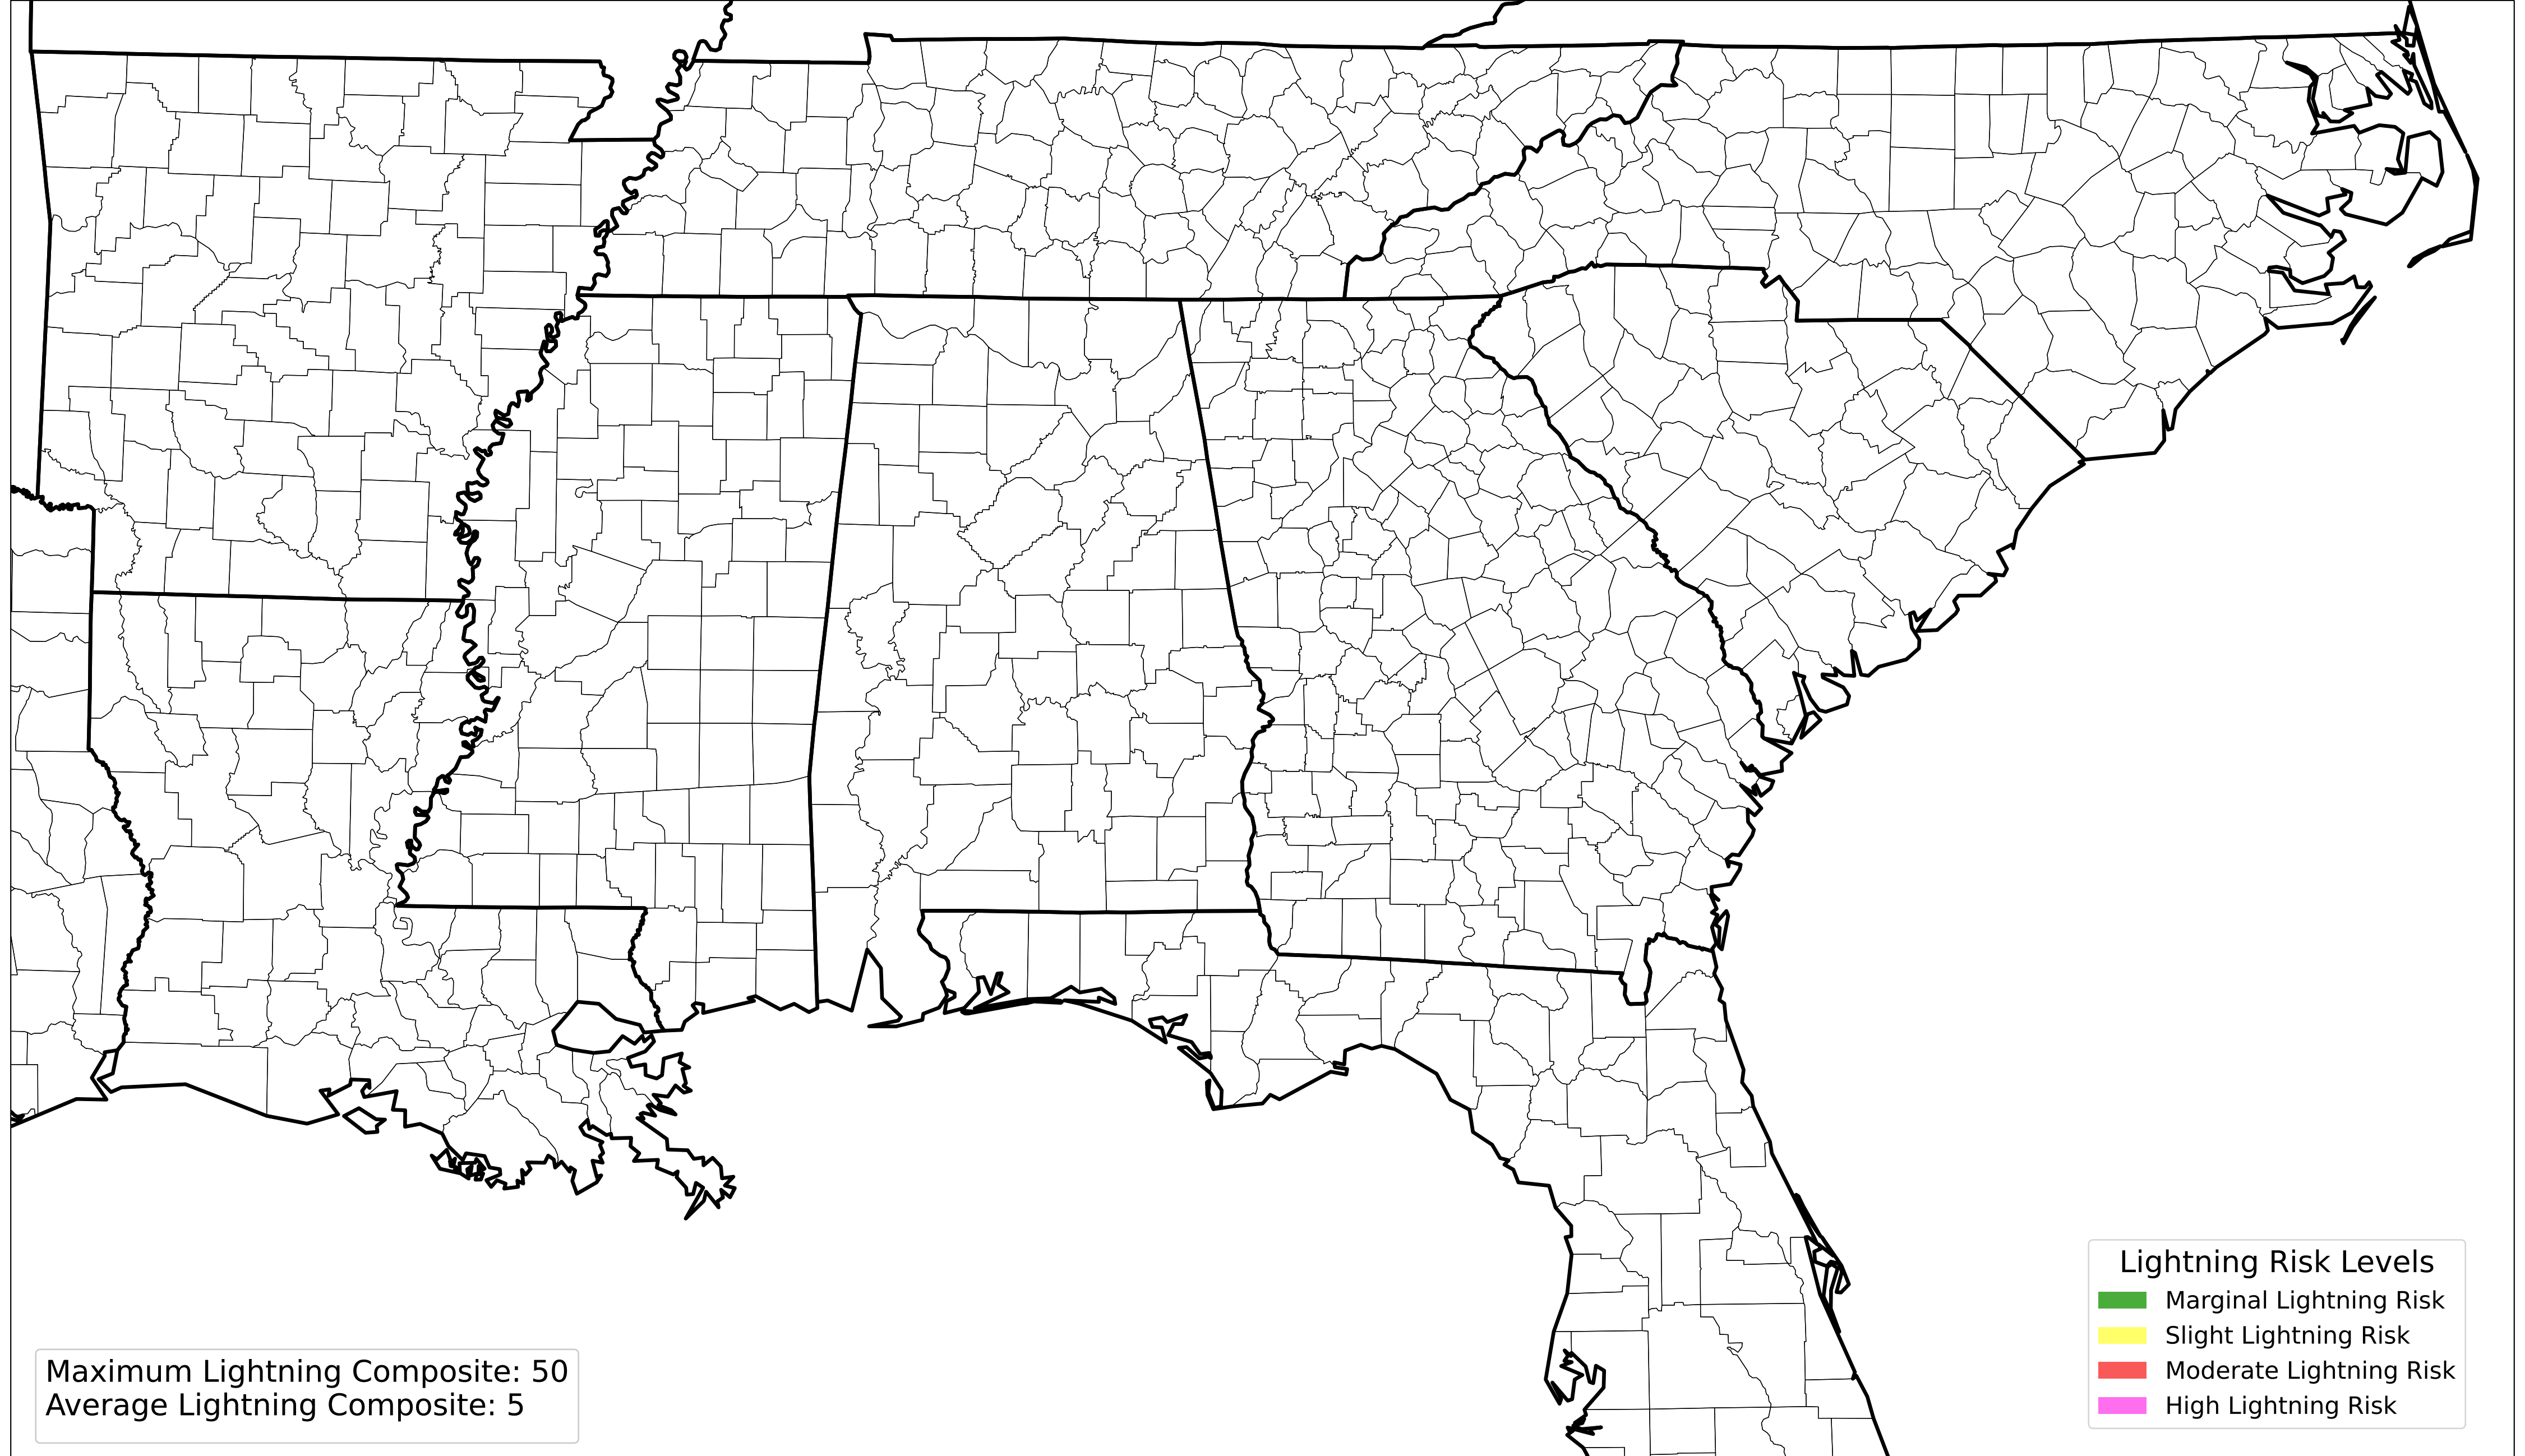 Maximum Lightning Composite: 50
Average Lightning Composite: 5
Lightning Risk Levels
Marginal Lightning Risk
Slight Lightning Risk
Moderate Lightning Risk
High Lightning Risk